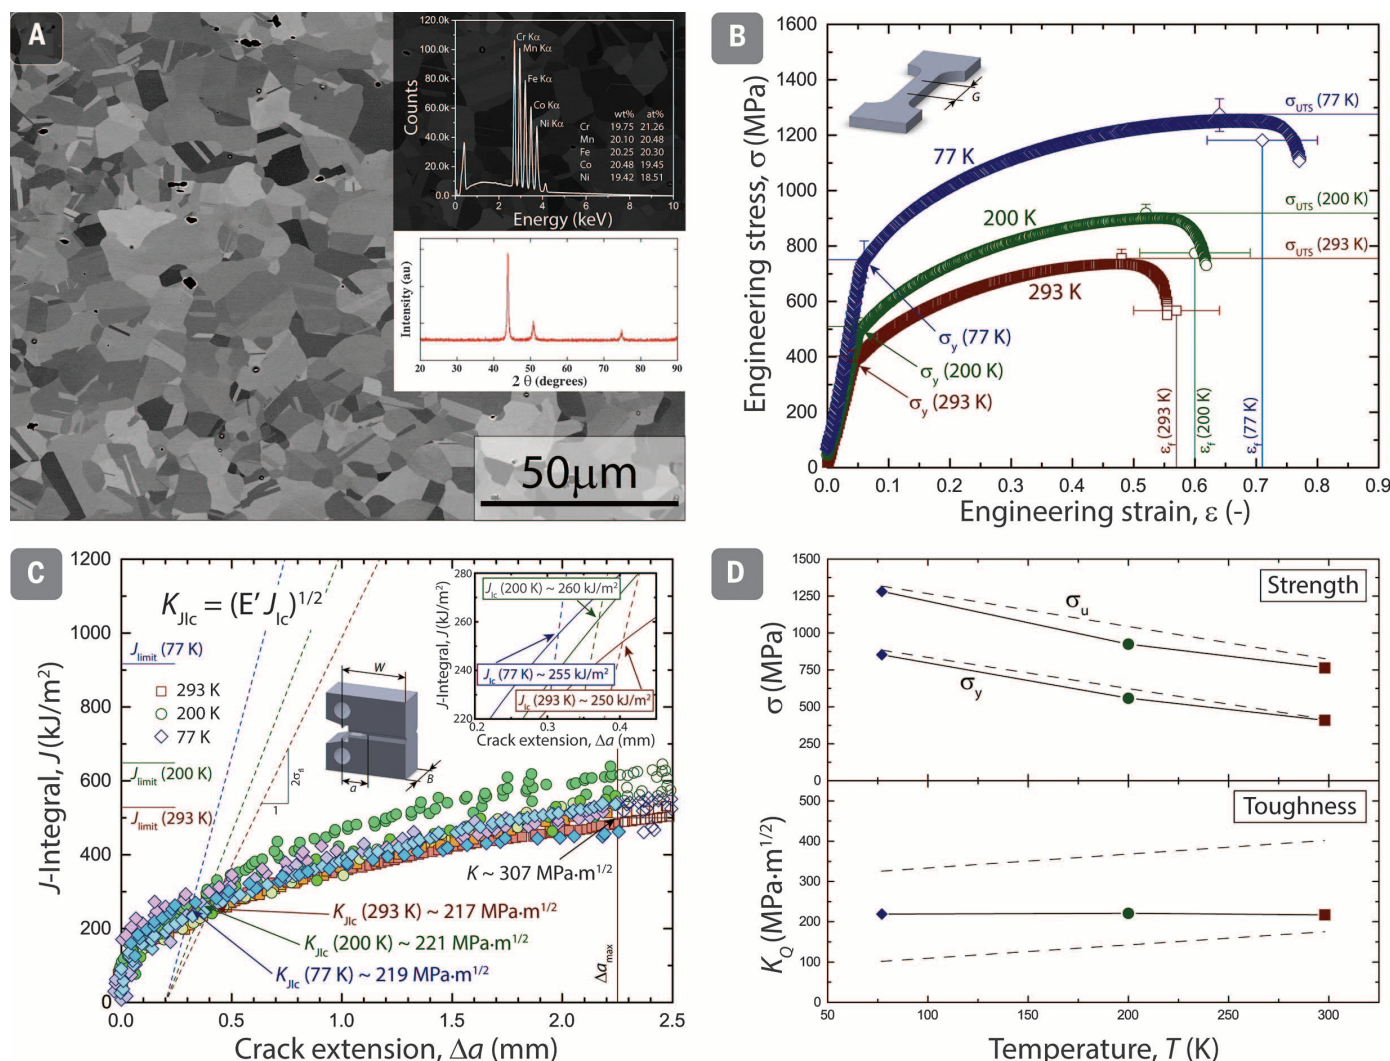 A
120.0k
100.0k
80.0k
60.0k
40.0k
20.0k
0.0
Counts
Cr Kα
Mn Kα
Fe Kα
Co Kα
Ni Kα
wt% at%
Cr 19.75 21.26
Mn 20.10 20.48
Fe 20.25 20.30
Co 20.48 19.45
Ni 19.42 18.51
0 2 4 6 8 10
Energy (keV)
Intensity (au)
20 30 40 50 60 70 80 90
2 θ (degrees)
50μm
B
1600
1400
1200
1000
800
600
400
200
0
Engineering stress, σ (MPa)
G
77 K
200 K
293 K
σUTS (77 K)
σUTS (200 K)
σUTS (293 K)
σy (77 K)
σy (200 K)
σy (293 K)
εf (293 K)
εf (200 K)
εf (77 K)
0.0 0.1 0.2 0.3 0.4 0.5 0.6 0.7 0.8 0.9
Engineering strain, ε (-)
C
1200
1000
800
600
400
200
0
J-Integral, J (kJ/m²)
KJIc = (E′ JIc)1/2
Jlimit (77 K)
293 K
200 K
77 K
Jlimit (200 K)
Jlimit (293 K)
2σfl
1
W
a
B
280
260
240
220
J-Integral, J (kJ/m²)
JIc (200 K) ~ 260 kJ/m²
JIc (77 K) ~ 255 kJ/m²
JIc (293 K) ~ 250 kJ/m²
0.2 0.3 0.4
Crack extension, Δa (mm)
K ~ 307 MPa·m1/2
KJIc (293 K) ~ 217 MPa·m1/2
KJIc (200 K) ~ 221 MPa·m1/2
KJIc (77 K) ~ 219 MPa·m1/2
Δamax
0.0 0.5 1.0 1.5 2.0 2.5
Crack extension, Δa (mm)
D
1500
1250
1000
750
500
250
0
σ (MPa)
Strength
σu
σy
500
400
300
200
100
0
KQ (MPa·m1/2)
Toughness
50 100 150 200 250 300
Temperature, T (K)